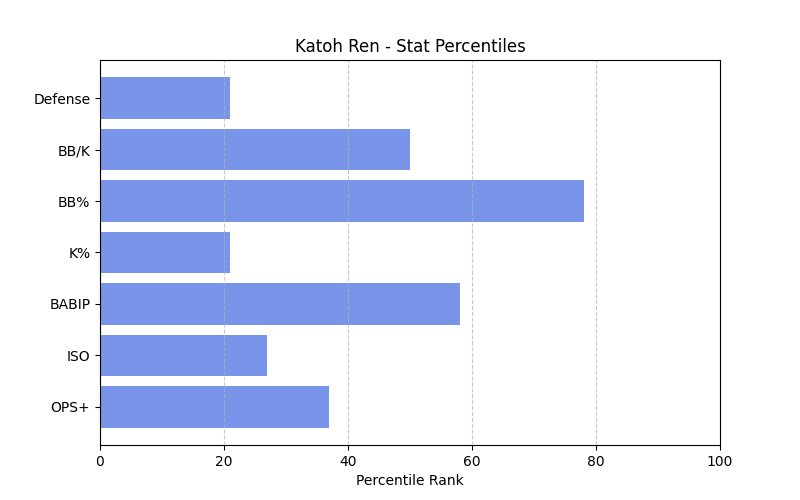 Katoh Ren - Stat Percentiles
Defense
BB/K
BB%
K%
BABIP
ISO
OPS+
0 20 40 60 80 100
Percentile Rank